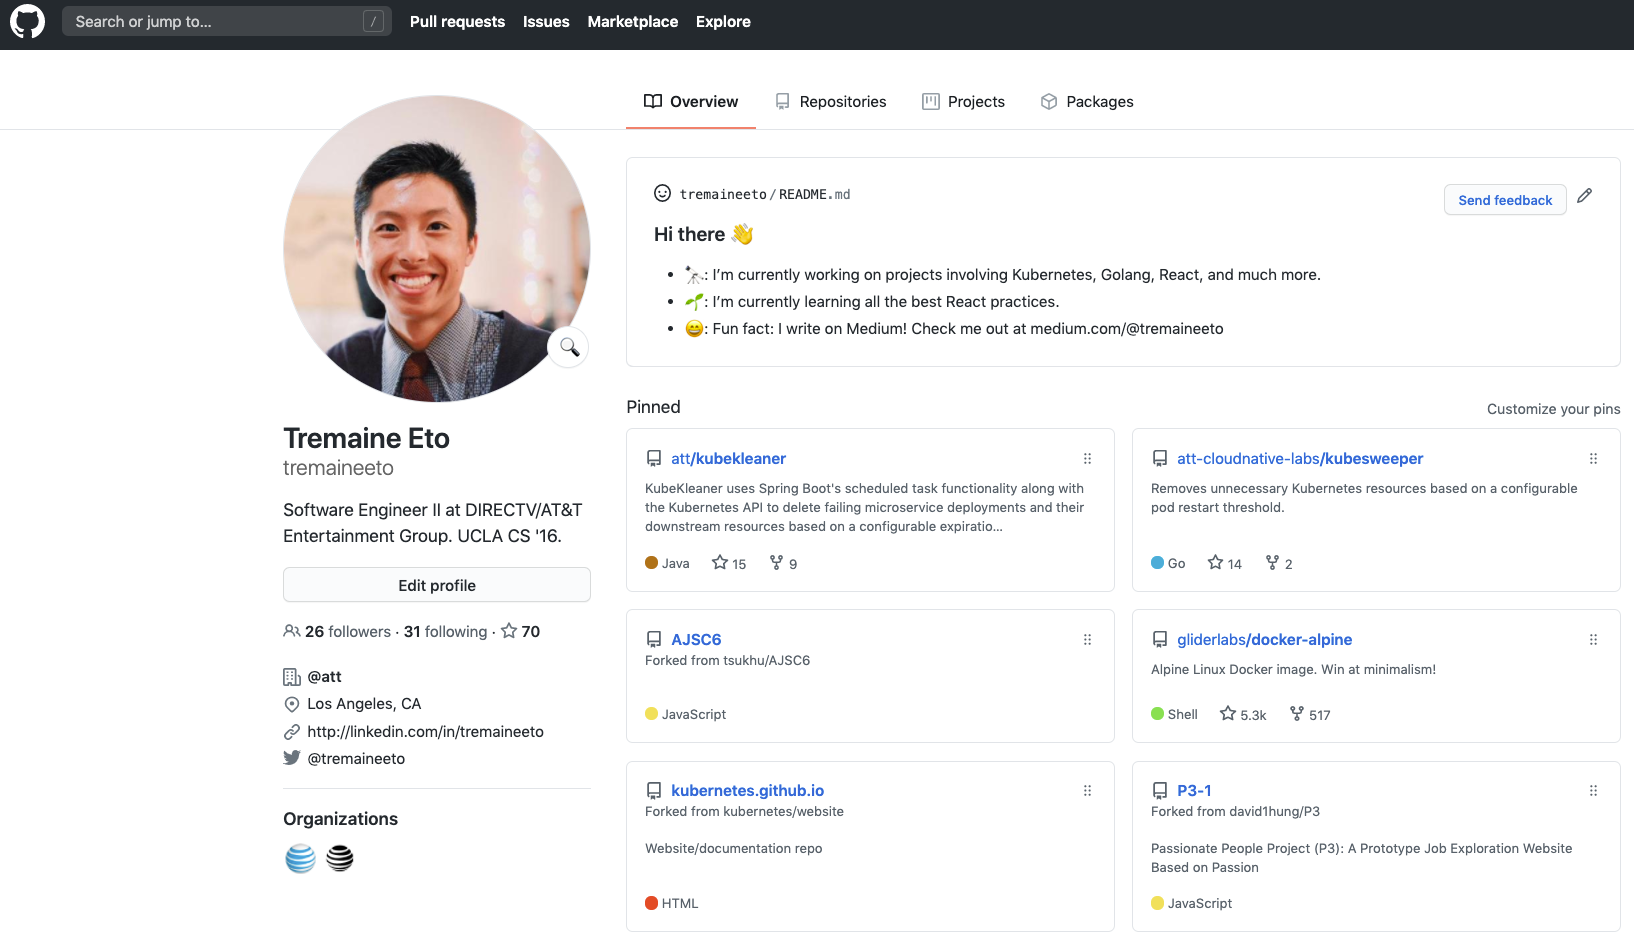 Search or jump to... /
Pull requests Issues Marketplace Explore
Overview Repositories Projects Packages
Tremaine Eto
tremaineeto
Software Engineer II at DIRECTV/AT&T
Entertainment Group. UCLA CS '16.
Edit profile
26 followers · 31 following · 70
@att
Los Angeles, CA
http://linkedin.com/in/tremaineeto
@tremaineeto
Organizations
tremaineeto/README.md
Send feedback
Hi there 👋
• 🔭: I’m currently working on projects involving Kubernetes, Golang, React, and much more.
• 🌱: I’m currently learning all the best React practices.
• 😄: Fun fact: I write on Medium! Check me out at medium.com/@tremaineeto
Pinned
Customize your pins
att/kubekleaner
KubeKleaner uses Spring Boot's scheduled task functionality along with
the Kubernetes API to delete failing microservice deployments and their
downstream resources based on a configurable expiratio...
Java 15 9
att-cloudnative-labs/kubesweeper
Removes unnecessary Kubernetes resources based on a configurable
pod restart threshold.
Go 14 2
AJSC6
Forked from tsukhu/AJSC6
JavaScript
gliderlabs/docker-alpine
Alpine Linux Docker image. Win at minimalism!
Shell 5.3k 517
kubernetes.github.io
Forked from kubernetes/website
Website/documentation repo
HTML
P3-1
Forked from david1hung/P3
Passionate People Project (P3): A Prototype Job Exploration Website
Based on Passion
JavaScript